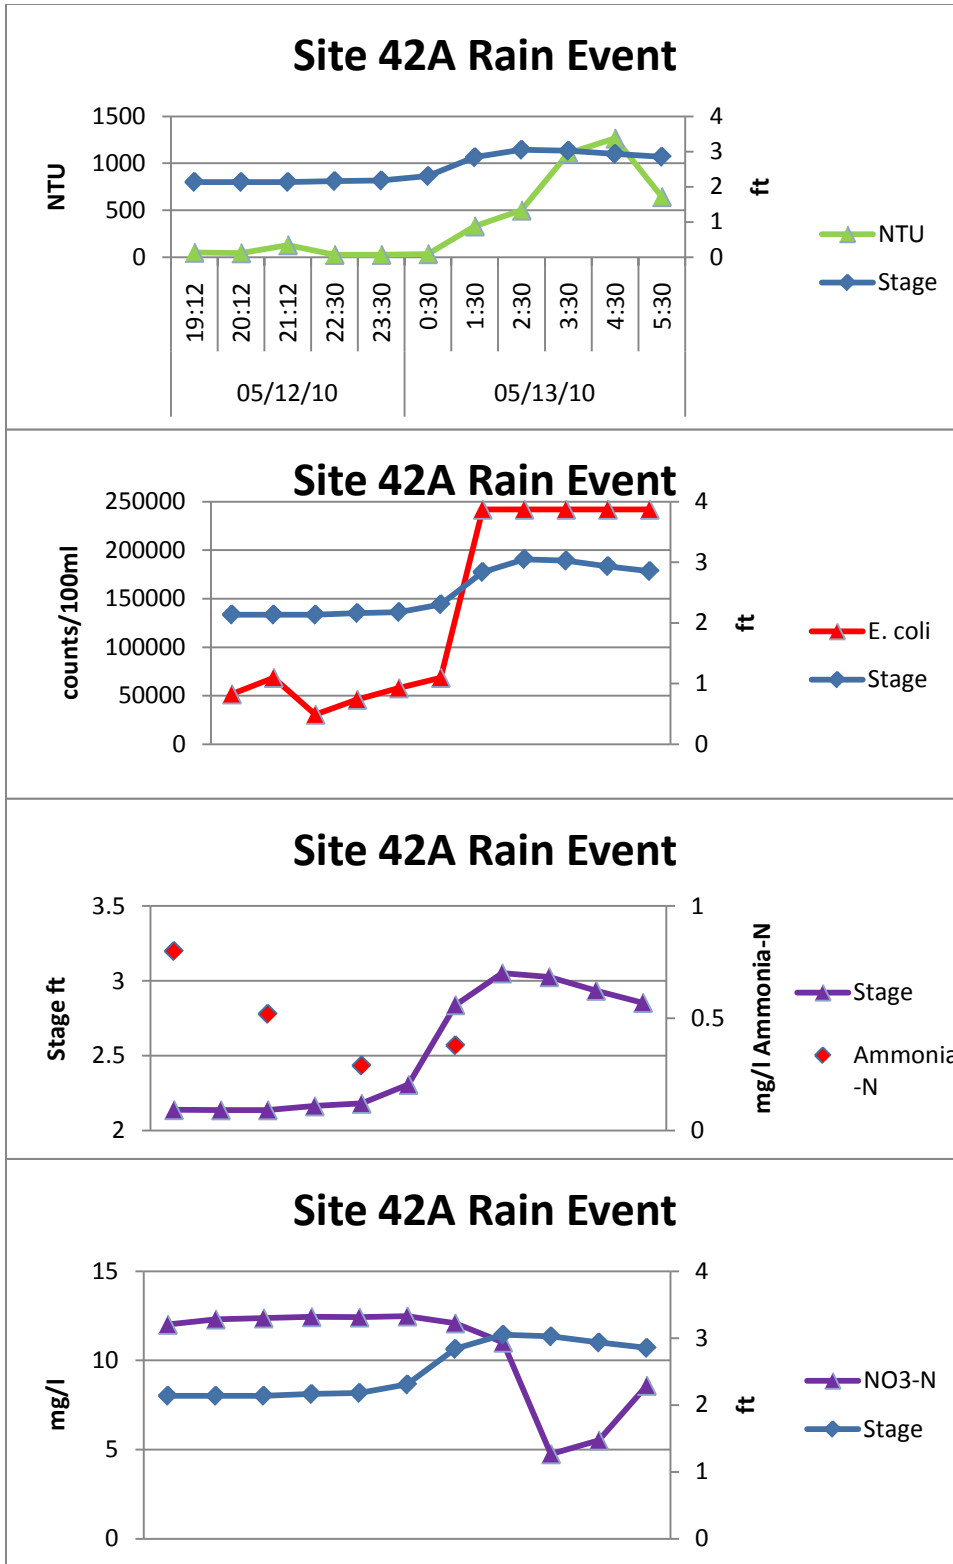 Site 42A Rain Event
1500
1000
500
0
NTU
4
3
2
1
0
ft
NTU
Stage
19:12
20:12
21:12
22:30
23:30
0:30
1:30
2:30
3:30
4:30
5:30
05/12/10
05/13/10
Site 42A Rain Event
250000
200000
150000
100000
50000
0
counts/100ml
4
3
2
1
0
ft
E. coli
Stage
Site 42A Rain Event
3.5
3
2.5
2
Stage ft
1
0.5
0
mg/l Ammonia-N
Stage
Ammonia
-N
Site 42A Rain Event
15
10
5
0
mg/l
4
3
2
1
0
ft
NO3-N
Stage